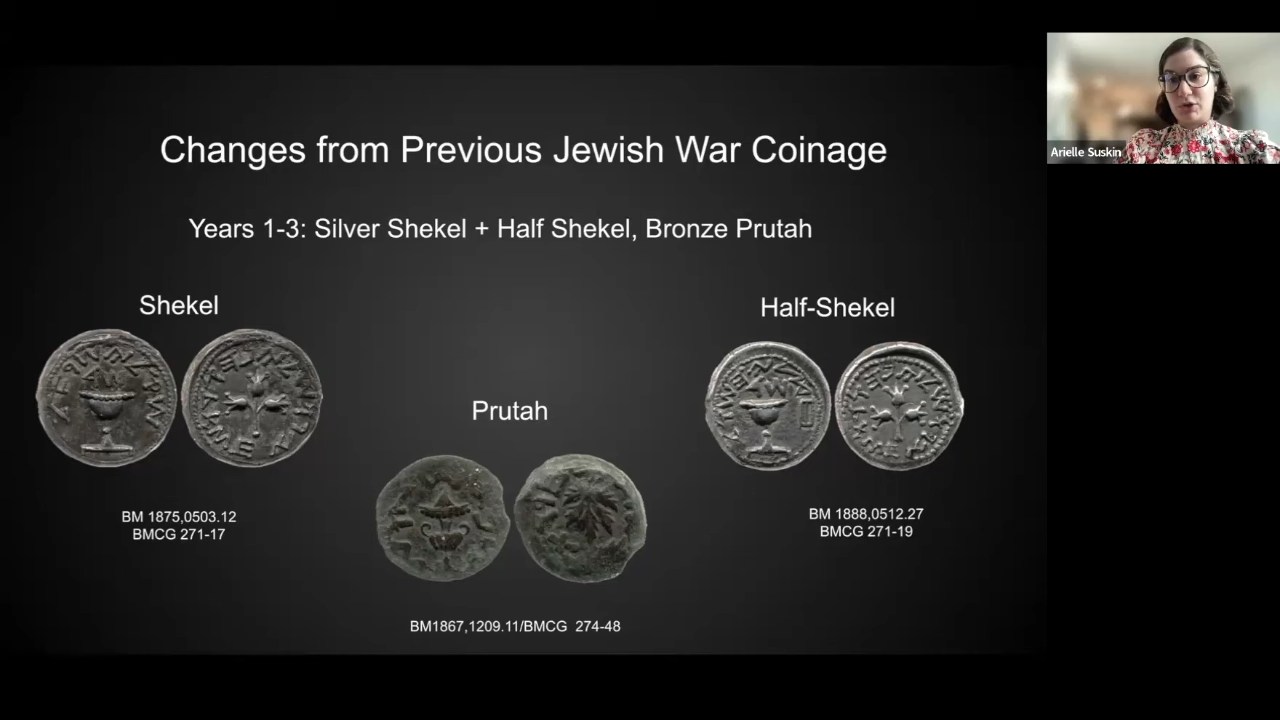 Changes from Previous Jewish War Coinage
Arielle Suskin
Years 1-3: Silver Shekel + Half Shekel, Bronze Prutah
Shekel
Half-Shekel
Prutah
BM 1875,0503.12
BMCG 271-17
BM 1888,0512.27
BMCG 271-19
BM1867,1209.11/BMCG 274-48